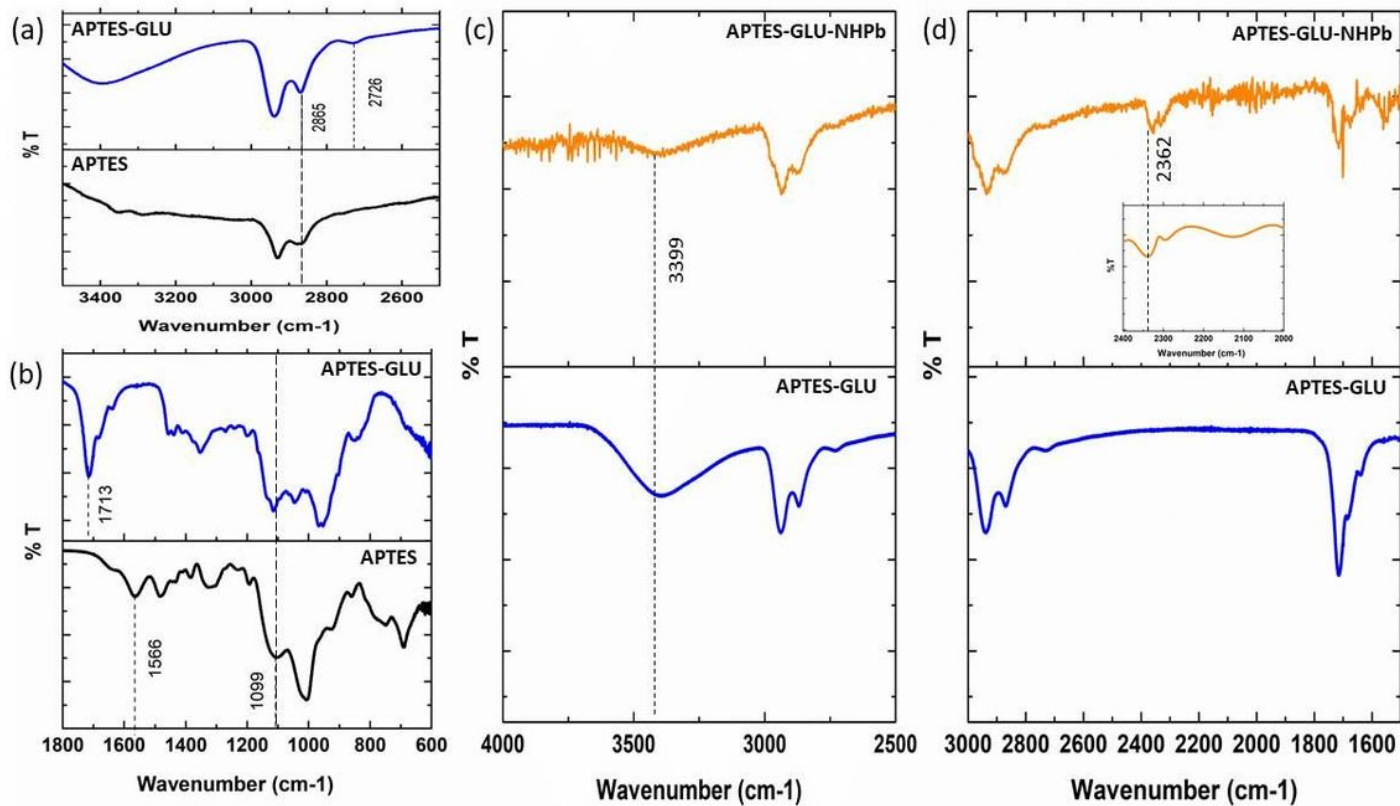 (a)
APTES-GLU
2865
2726
APTES
% T
3400 3200 3000 2800 2600
Wavenumber (cm-1)
(b)
APTES-GLU
1713
APTES
1566
1099
% T
1800 1600 1400 1200 1000 800 600
Wavenumber (cm-1)
(c)
APTES-GLU-NHPb
3399
% T
APTES-GLU
4000 3500 3000 2500
Wavenumber (cm-1)
(d)
APTES-GLU-NHPb
2362
%T
2400 2300 2200 2100 2000
Wavenumber (cm-1)
% T
APTES-GLU
3000 2800 2600 2400 2200 2000 1800 1600
Wavenumber (cm-1)